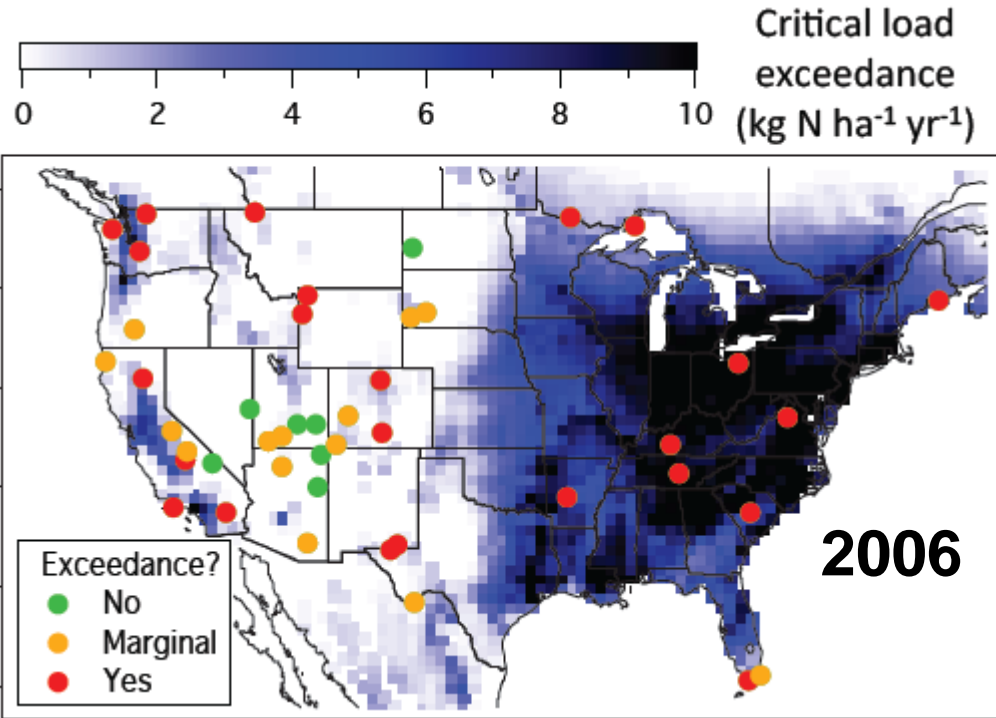 Critical load
exceedance
(kg N ha-1 yr-1)
0 2 4 6 8 10
2006
Exceedance?
No
Marginal
Yes